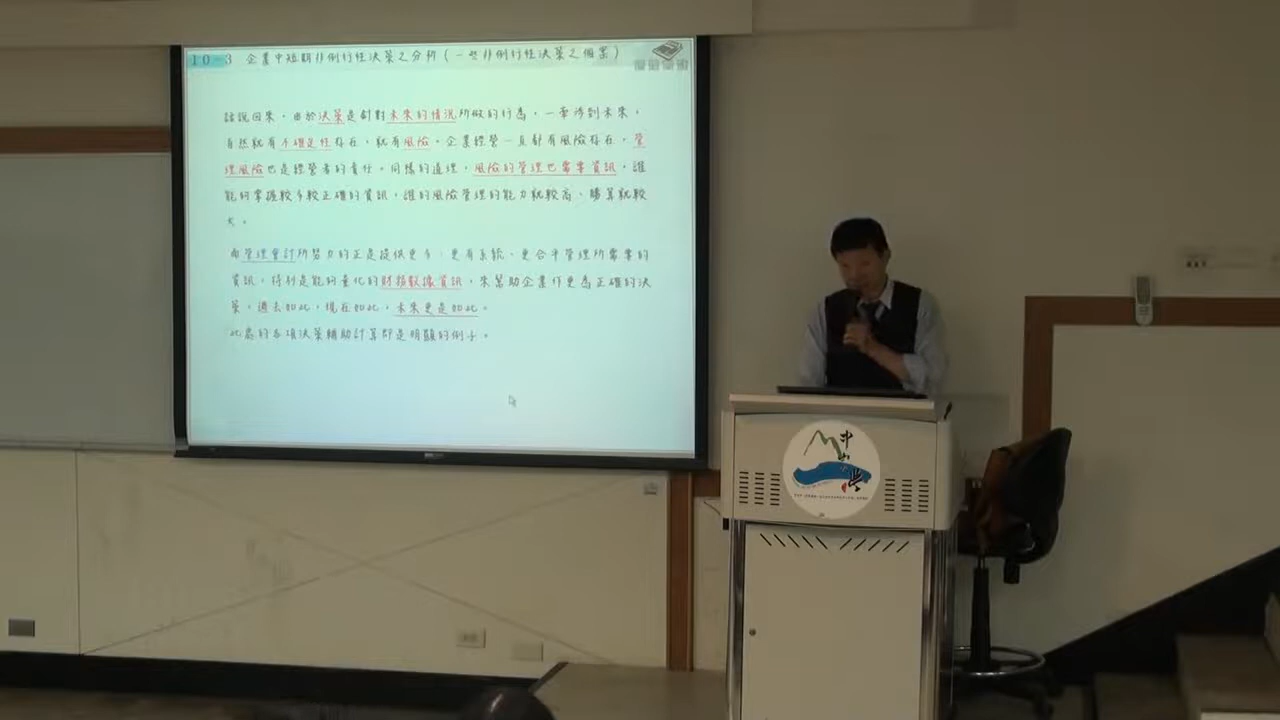 10-3 企業中短期非例行性決策之分析(一些非例行性決策之個案)
話說回來，由於決策是針對未來的情況所做的行為，一牽涉到未來，
自然就有不確定性存在，就有風險。企業經營一直都有風險存在，管
理風險也是經營者的責任。同樣的道理，風險的管理也需要資訊，誰
能夠掌握較多較正確的資訊，誰的風險管理的能力就較高、勝算就較
大。
而管理會計所努力的正是提供更多、更有系統、更合乎管理所需要的
資訊，特別是能夠量化的財務數據資訊，來幫助企業作更為正確的決
策。過去如此，現在如此，未來更是如此。
此處的各項決策輔助計算即是明顯的例子。
中山